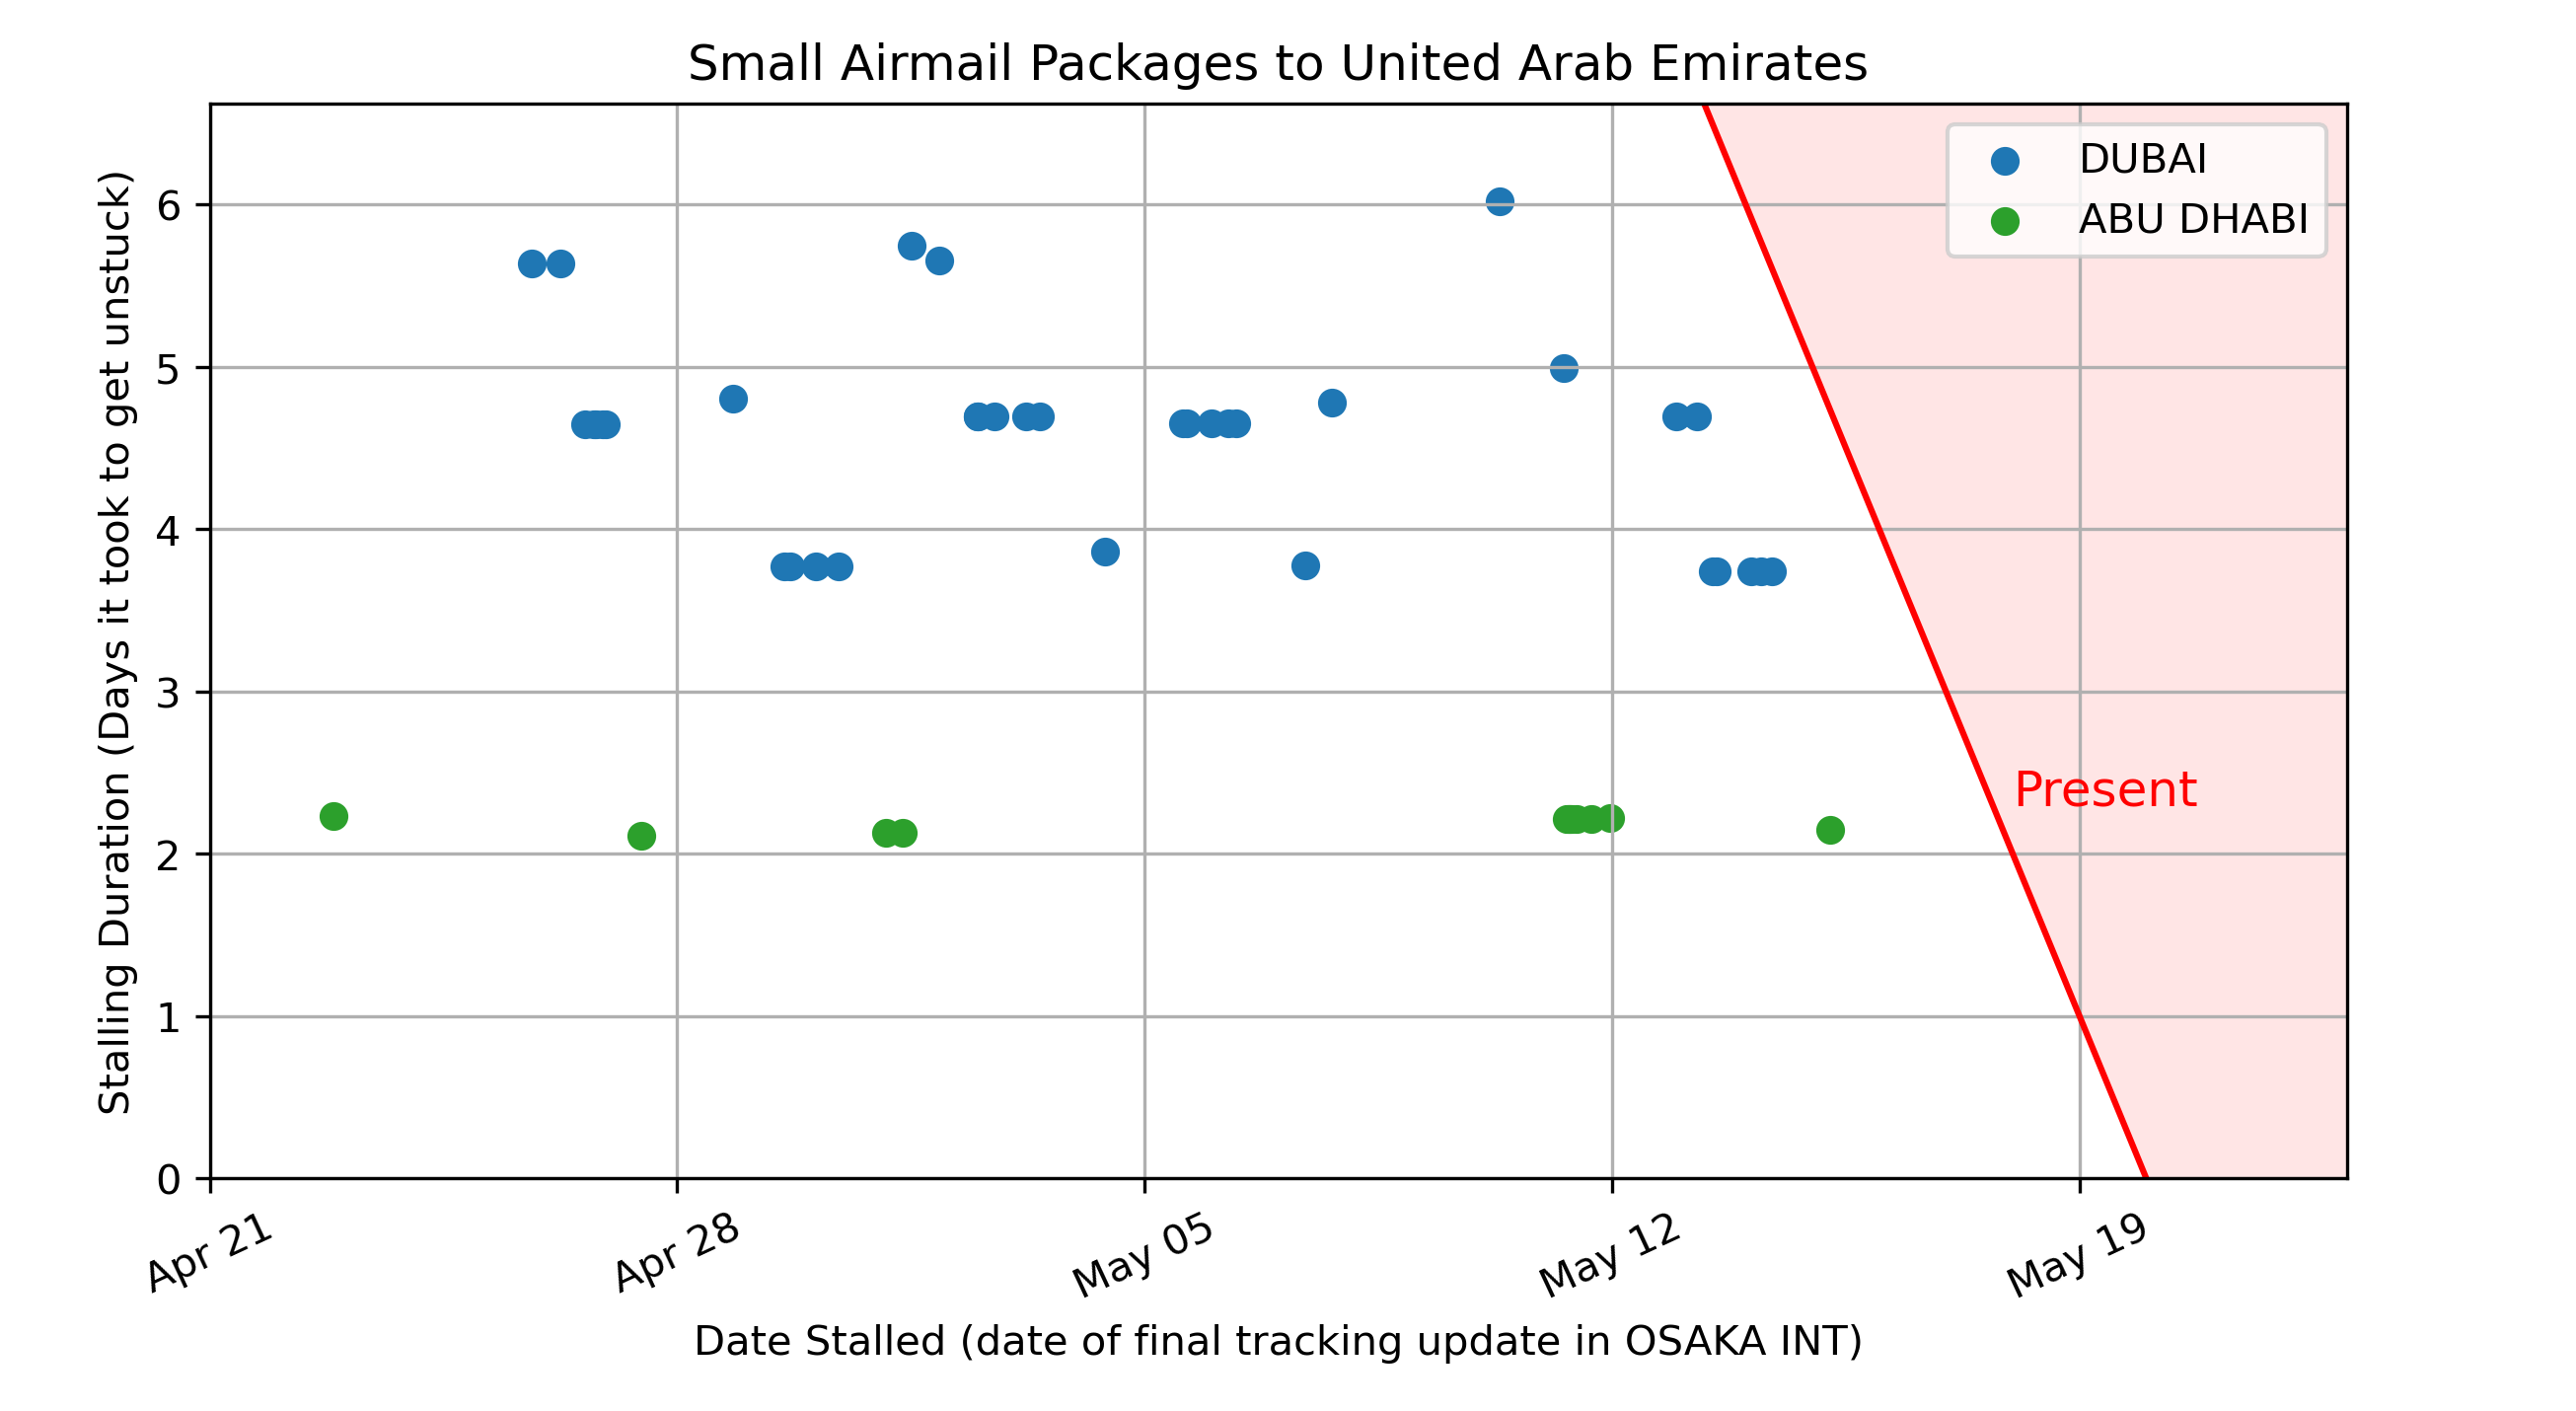 Small Airmail Packages to United Arab Emirates
DUBAI
ABU DHABI
Stalling Duration (Days it took to get unstuck)
6
5
4
3
2
1
0
Present
Apr 21
Apr 28
May 05
May 12
May 19
Date Stalled (date of final tracking update in OSAKA INT)